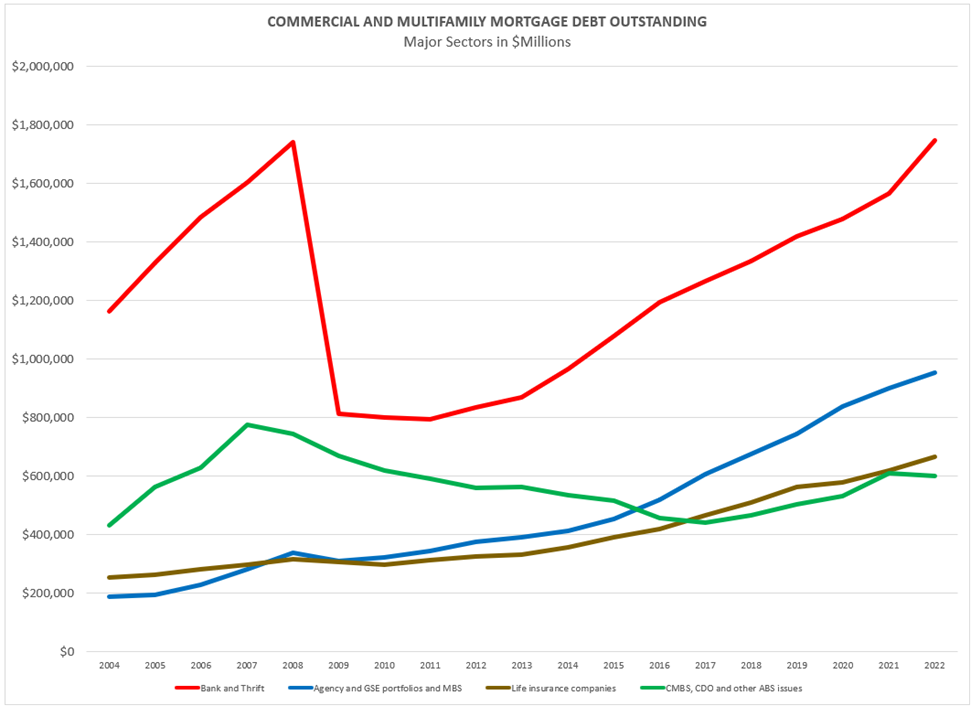 COMMERCIAL AND MULTIFAMILY MORTGAGE DEBT OUTSTANDING
Major Sectors in $Millions
$2,000,000
$1,800,000
$1,600,000
$1,400,000
$1,200,000
$1,000,000
$800,000
$600,000
$400,000
$200,000
$0
2004 2005 2006 2007 2008 2009 2010 2011 2012 2013 2014 2015 2016 2017 2018 2019 2020 2021 2022
Bank and Thrift Agency and GSE portfolios and MBS Life insurance companies CMBS, CDO and other ABS issues